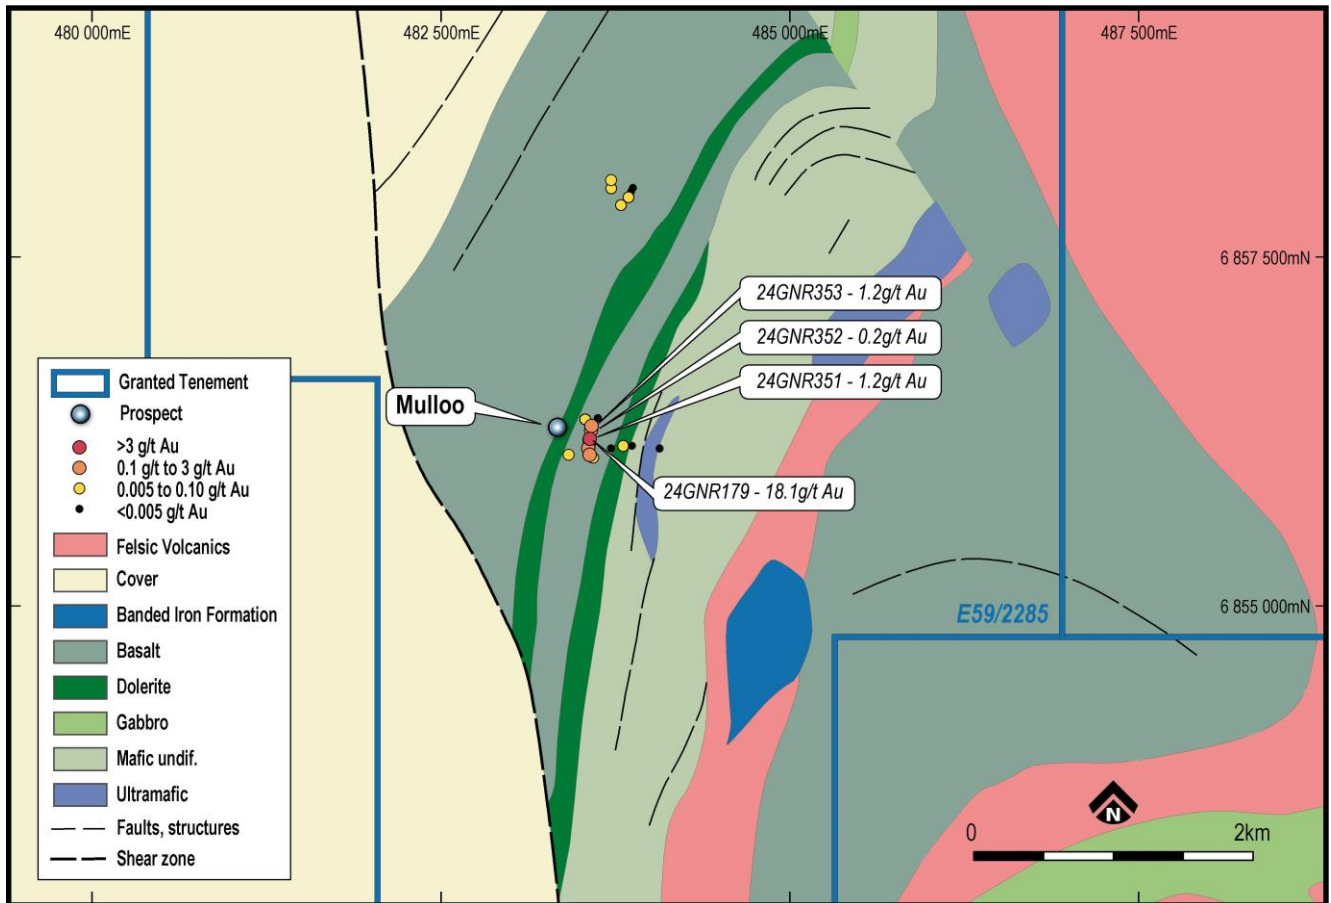 480 000mE
482 500mE
485 000mE
487 500mE
6 857 500mN
24GNR353 - 1.2g/t Au
24GNR352 - 0.2g/t Au
24GNR351 - 1.2g/t Au
Mulloo
24GNR179 - 18.1g/t Au
6 855 000mN
E59/2285
Granted Tenement
Prospect
>3 g/t Au
0.1 g/t to 3 g/t Au
0.005 to 0.10 g/t Au
<0.005 g/t Au
Felsic Volcanics
Cover
Banded Iron Formation
Basalt
Dolerite
Gabbro
Mafic undif.
Ultramafic
Faults, structures
Shear zone
N
0
2km